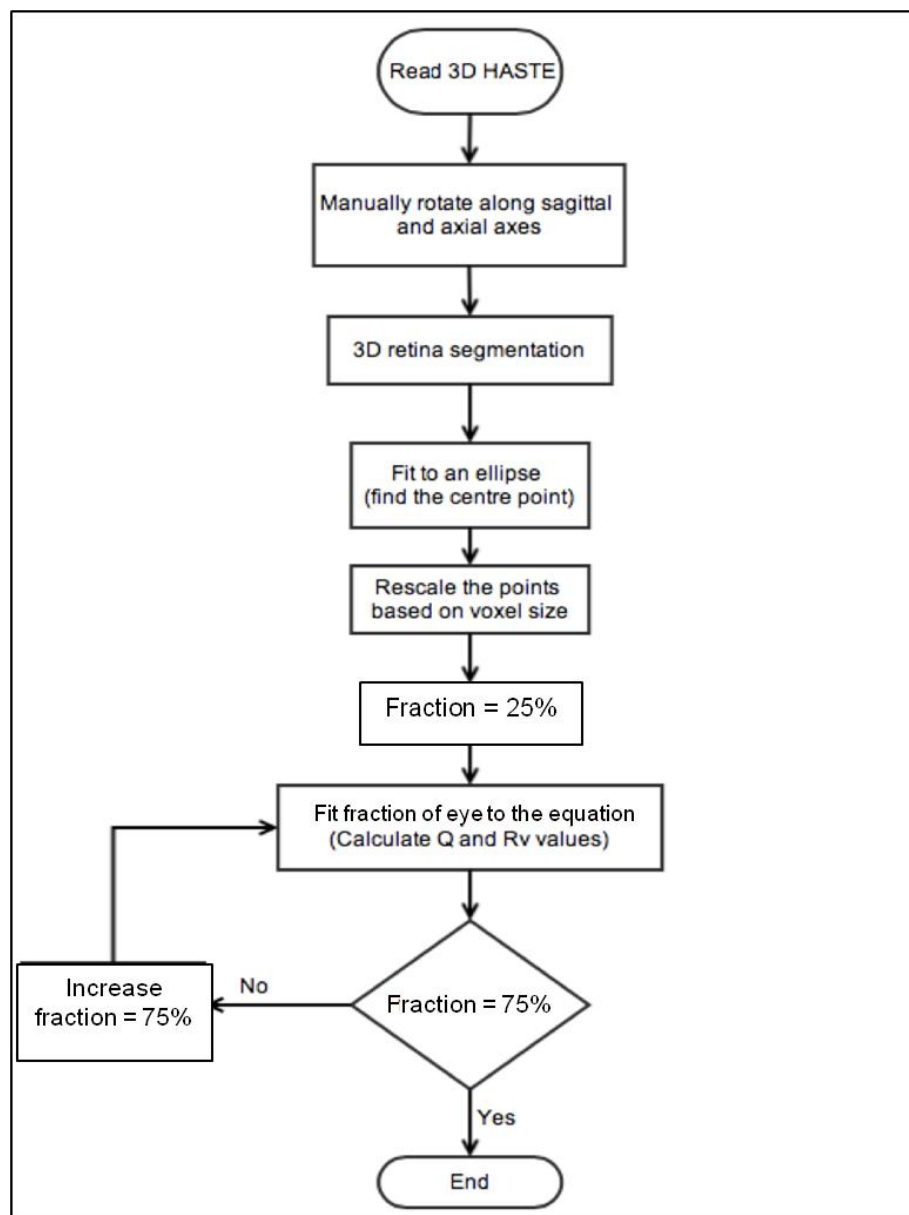 Read 3D HASTE
Manually rotate along sagittal
and axial axes
3D retina segmentation
Fit to an ellipse
(find the centre point)
Rescale the points
based on voxel size
Fraction = 25%
Fit fraction of eye to the equation
(Calculate Q and Rv values)
Fraction = 75%
No
Increase
fraction = 75%
Yes
End